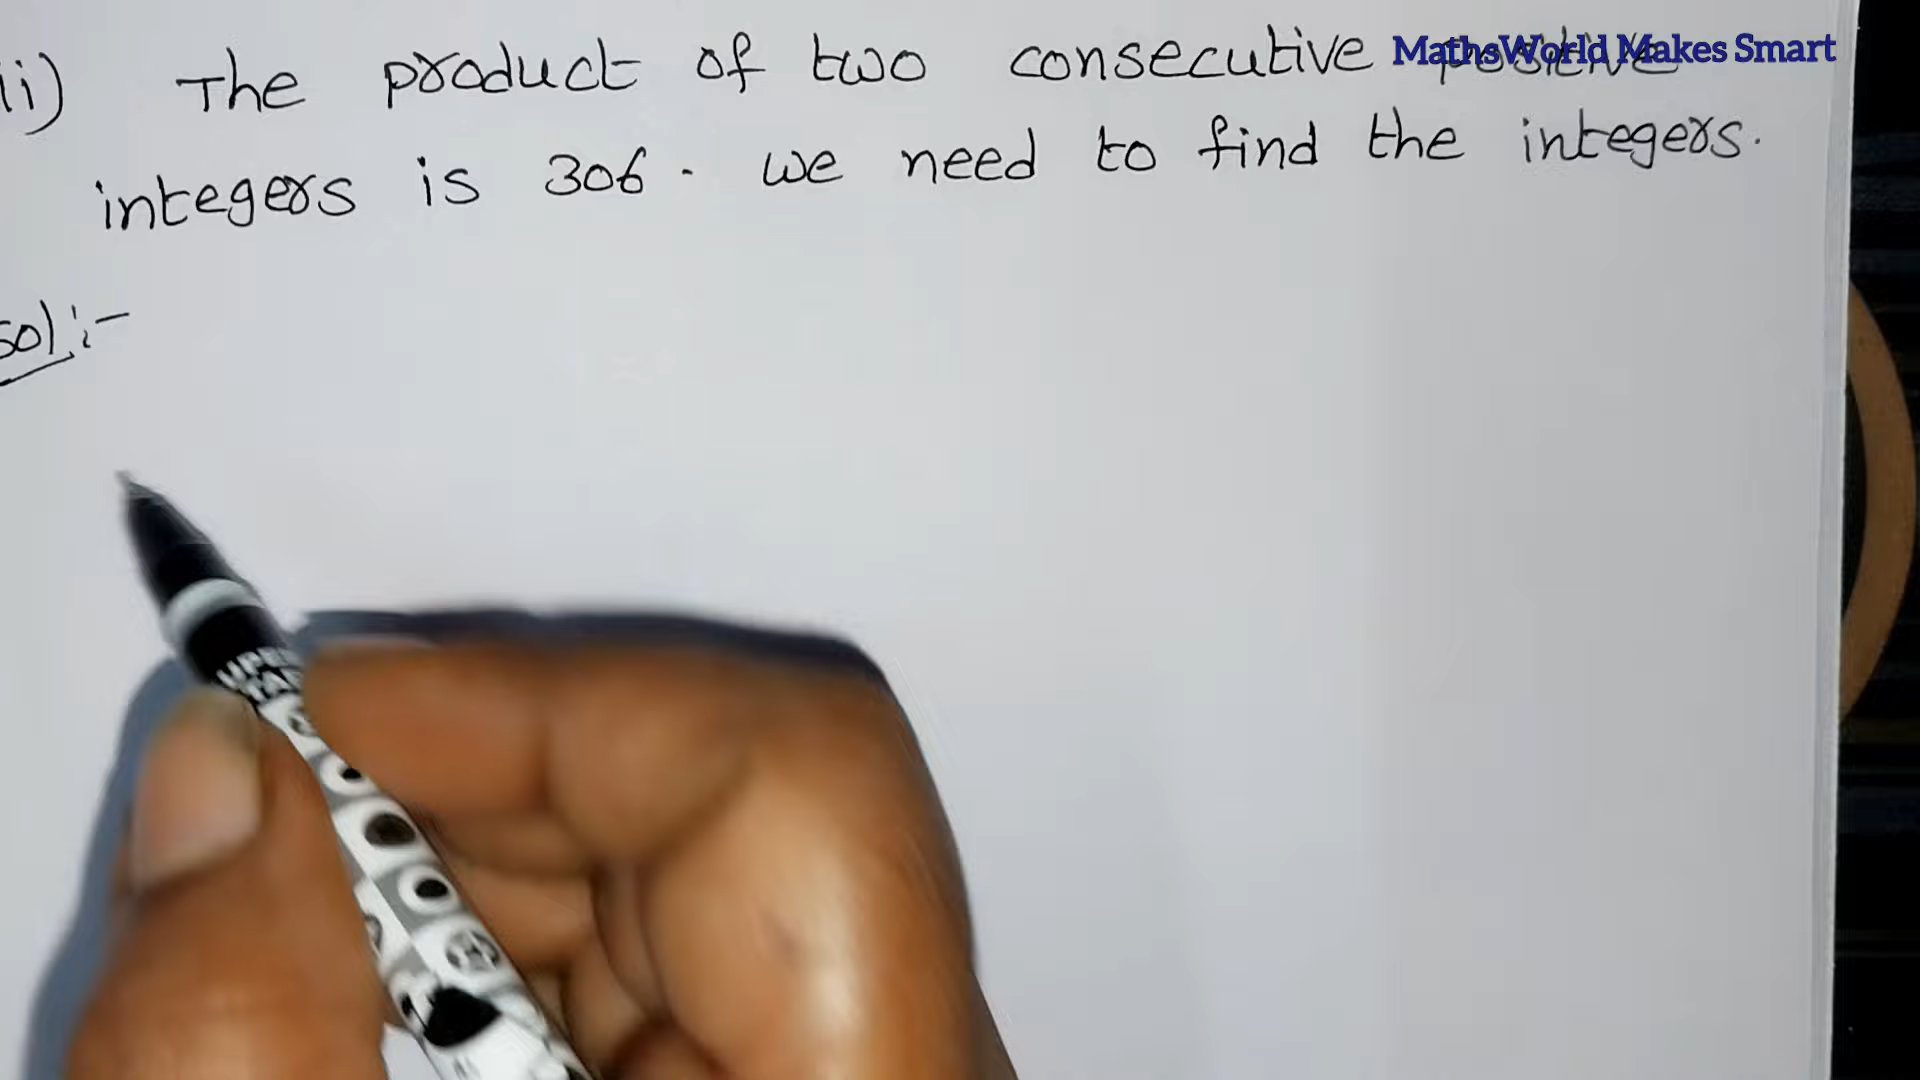 ii) The product of two consecutive positive
MathsWorld Makes Smart
integers is 306. we need to find the integers.
sol:-